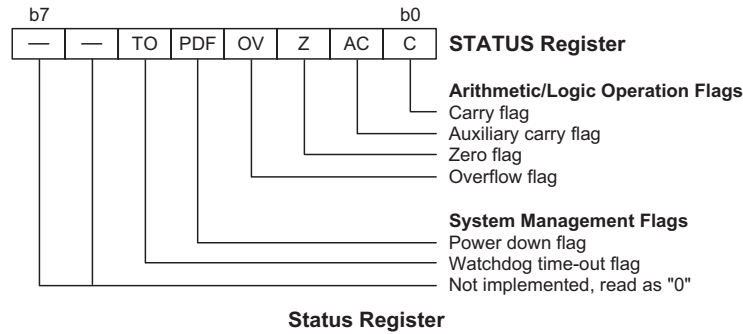 b7 b0
— — TO PDF OV Z AC C STATUS Register
Arithmetic/Logic Operation Flags
Carry flag
Auxiliary carry flag
Zero flag
Overflow flag
System Management Flags
Power down flag
Watchdog time-out flag
Not implemented, read as "0"
Status Register